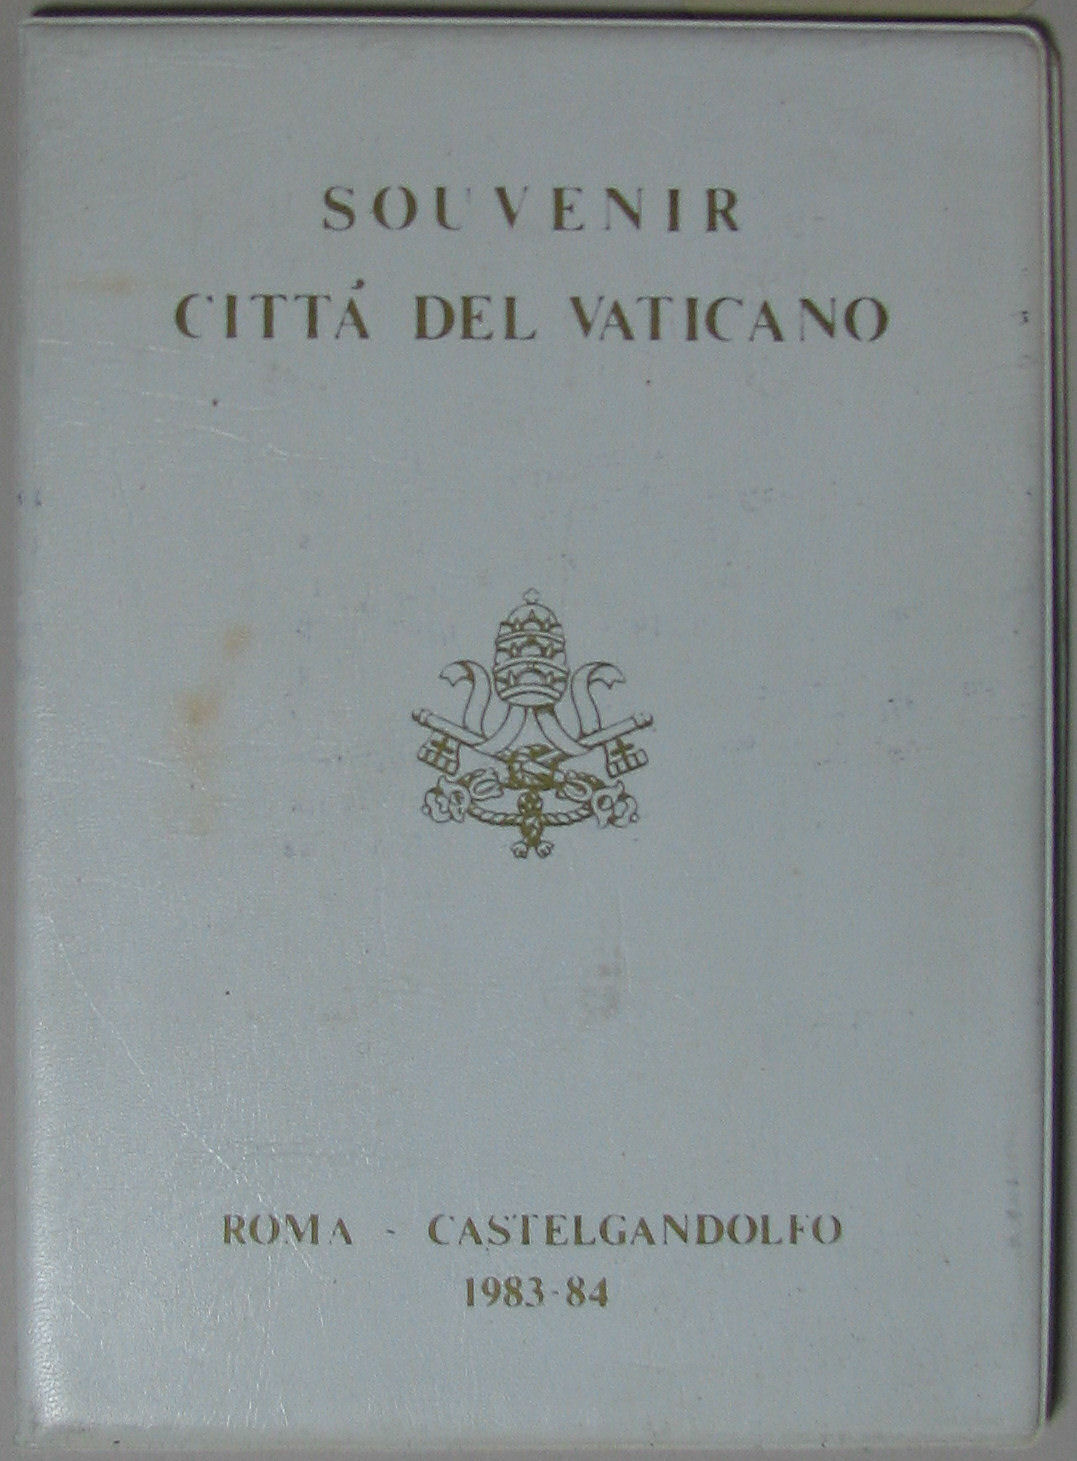 SOUVENIR
CITTÁ DEL VATICANO
ROMA - CASTELGANDOLFO
1983-84